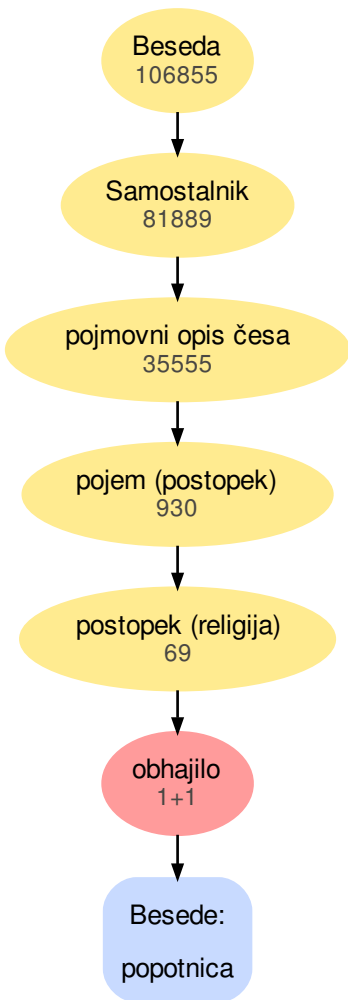 Beseda
106855
Samostalnik
81889
pojmovni opis česa
35555
pojem (postopek)
930
postopek (religija)
69
obhajilo
1+1
Besede:
popotnica